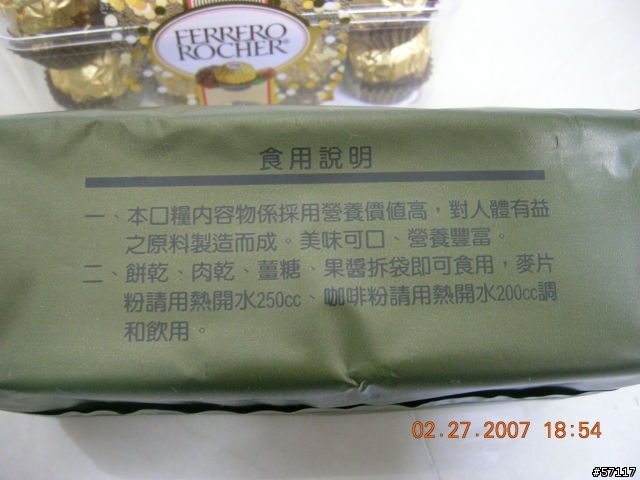 FERRERO
ROCHER
食用說明
一、本口糧內容物係採用營養價值高，對人體有益
之原料製造而成。美味可口、營養豐富。
二、餅乾、肉乾、薑糖、果醬拆袋即可食用，麥片
粉請用熱開水250cc、咖啡粉請用熱開水200cc調
和飲用。
02.27.2007 18:54
#57117